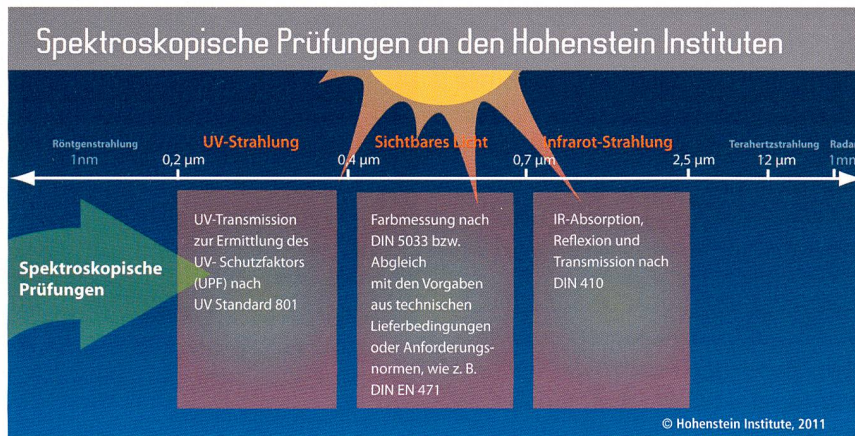 Spektroskopische Prüfungen an den Hohenstein Instituten
Röntgenstrahlung
1nm
UV-Strahlung
0,2 µm
0,4 µm
Sichtbares Licht
0,7 µm
Infrarot-Strahlung
2,5 µm
Terahertzstrahlung
12 µm
Radar
1mm
Spektroskopische
Prüfungen
UV-Transmission
zur Ermittlung des
UV- Schutzfaktors
(UPF) nach
UV Standard 801
Farbmessung nach
DIN 5033 bzw.
Abgleich
mit den Vorgaben
aus technischen
Lieferbedingungen
oder Anforderungs-
normen, wie z. B.
DIN EN 471
IR-Absorption,
Reflexion und
Transmission nach
DIN 410
© Hohenstein Institute, 2011